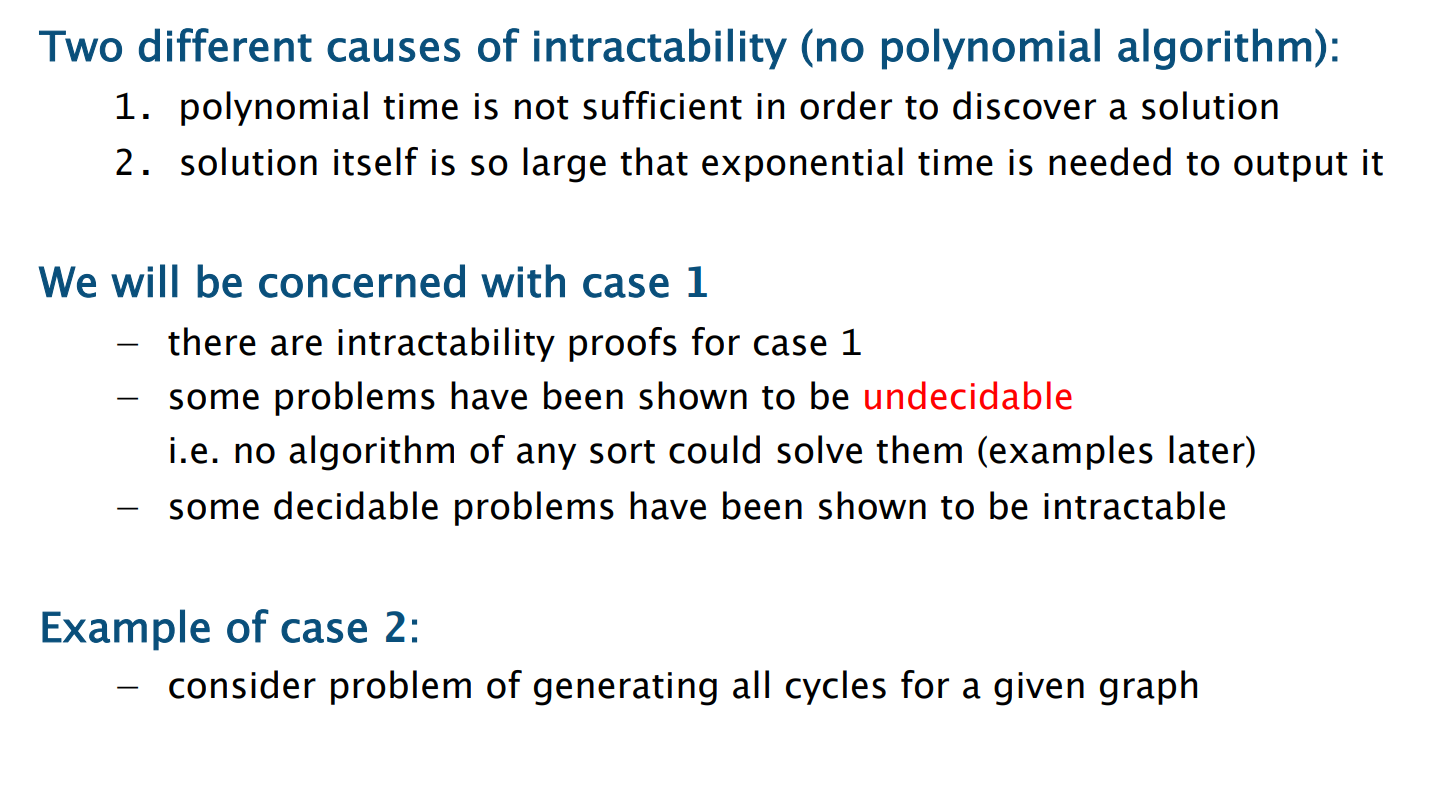 Two different causes of intractability (no polynomial algorithm):
1. polynomial time is not sufficient in order to discover a solution
2. solution itself is so large that exponential time is needed to output it
We will be concerned with case 1
– there are intractability proofs for case 1
– some problems have been shown to be undecidable
i.e. no algorithm of any sort could solve them (examples later)
– some decidable problems have been shown to be intractable
Example of case 2:
– consider problem of generating all cycles for a given graph